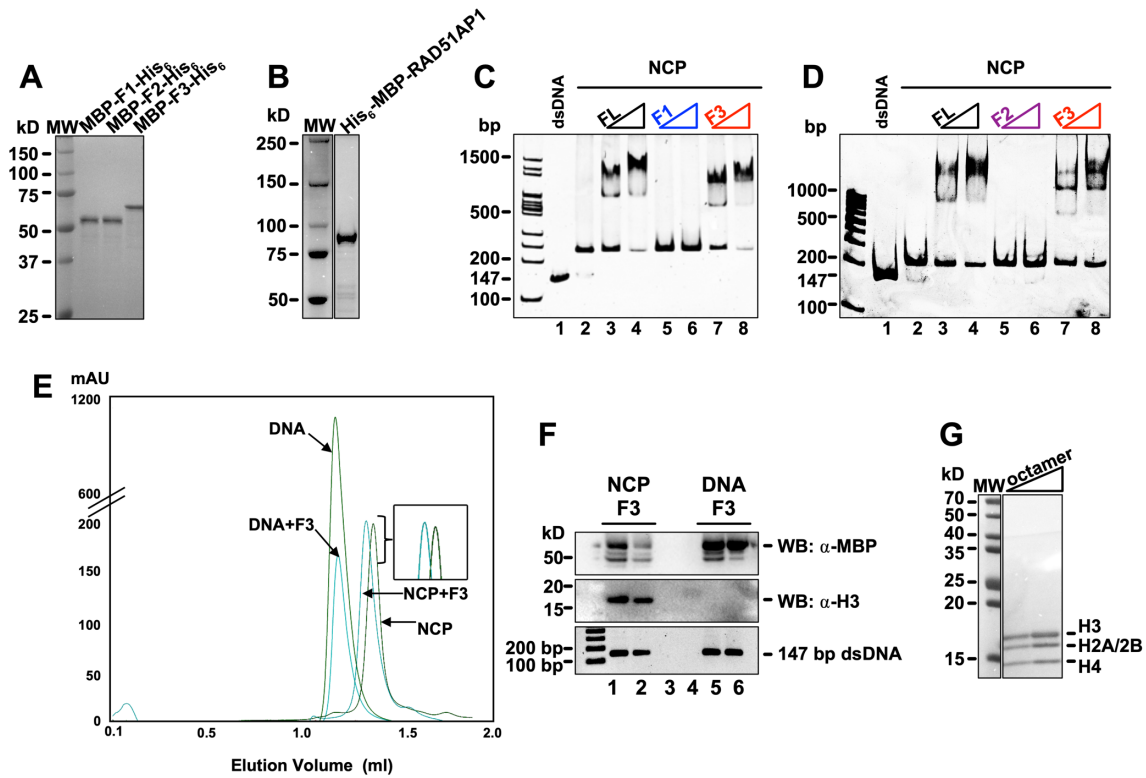 A
MBP-F1-His6
MBP-F2-His6
MBP-F3-His6
kD MW
150
100
75
50
37
25
B
His6-MBP-RAD51AP1
kD MW
250
150
100
75
50
C
NCP
dsDNA
FL F1 F3
bp
1500
500
200
147
100
1 2 3 4 5 6 7 8
D
NCP
dsDNA
FL F2 F3
bp
1000
200
147
100
1 2 3 4 5 6 7 8
E
mAU
1200
600
200
150
100
50
0
DNA
DNA+F3
NCP+F3
NCP
0.1 0.5 1.0 1.5 2.0
Elution Volume (ml)
F
NCP DNA
F3 F3
kD
50
WB: α-MBP
20
15
WB: α-H3
200 bp
100 bp
147 bp dsDNA
1 2 3 4 5 6
G
kD MW octamer
70
50
40
35
25
20
15
H3
H2A/2B
H4